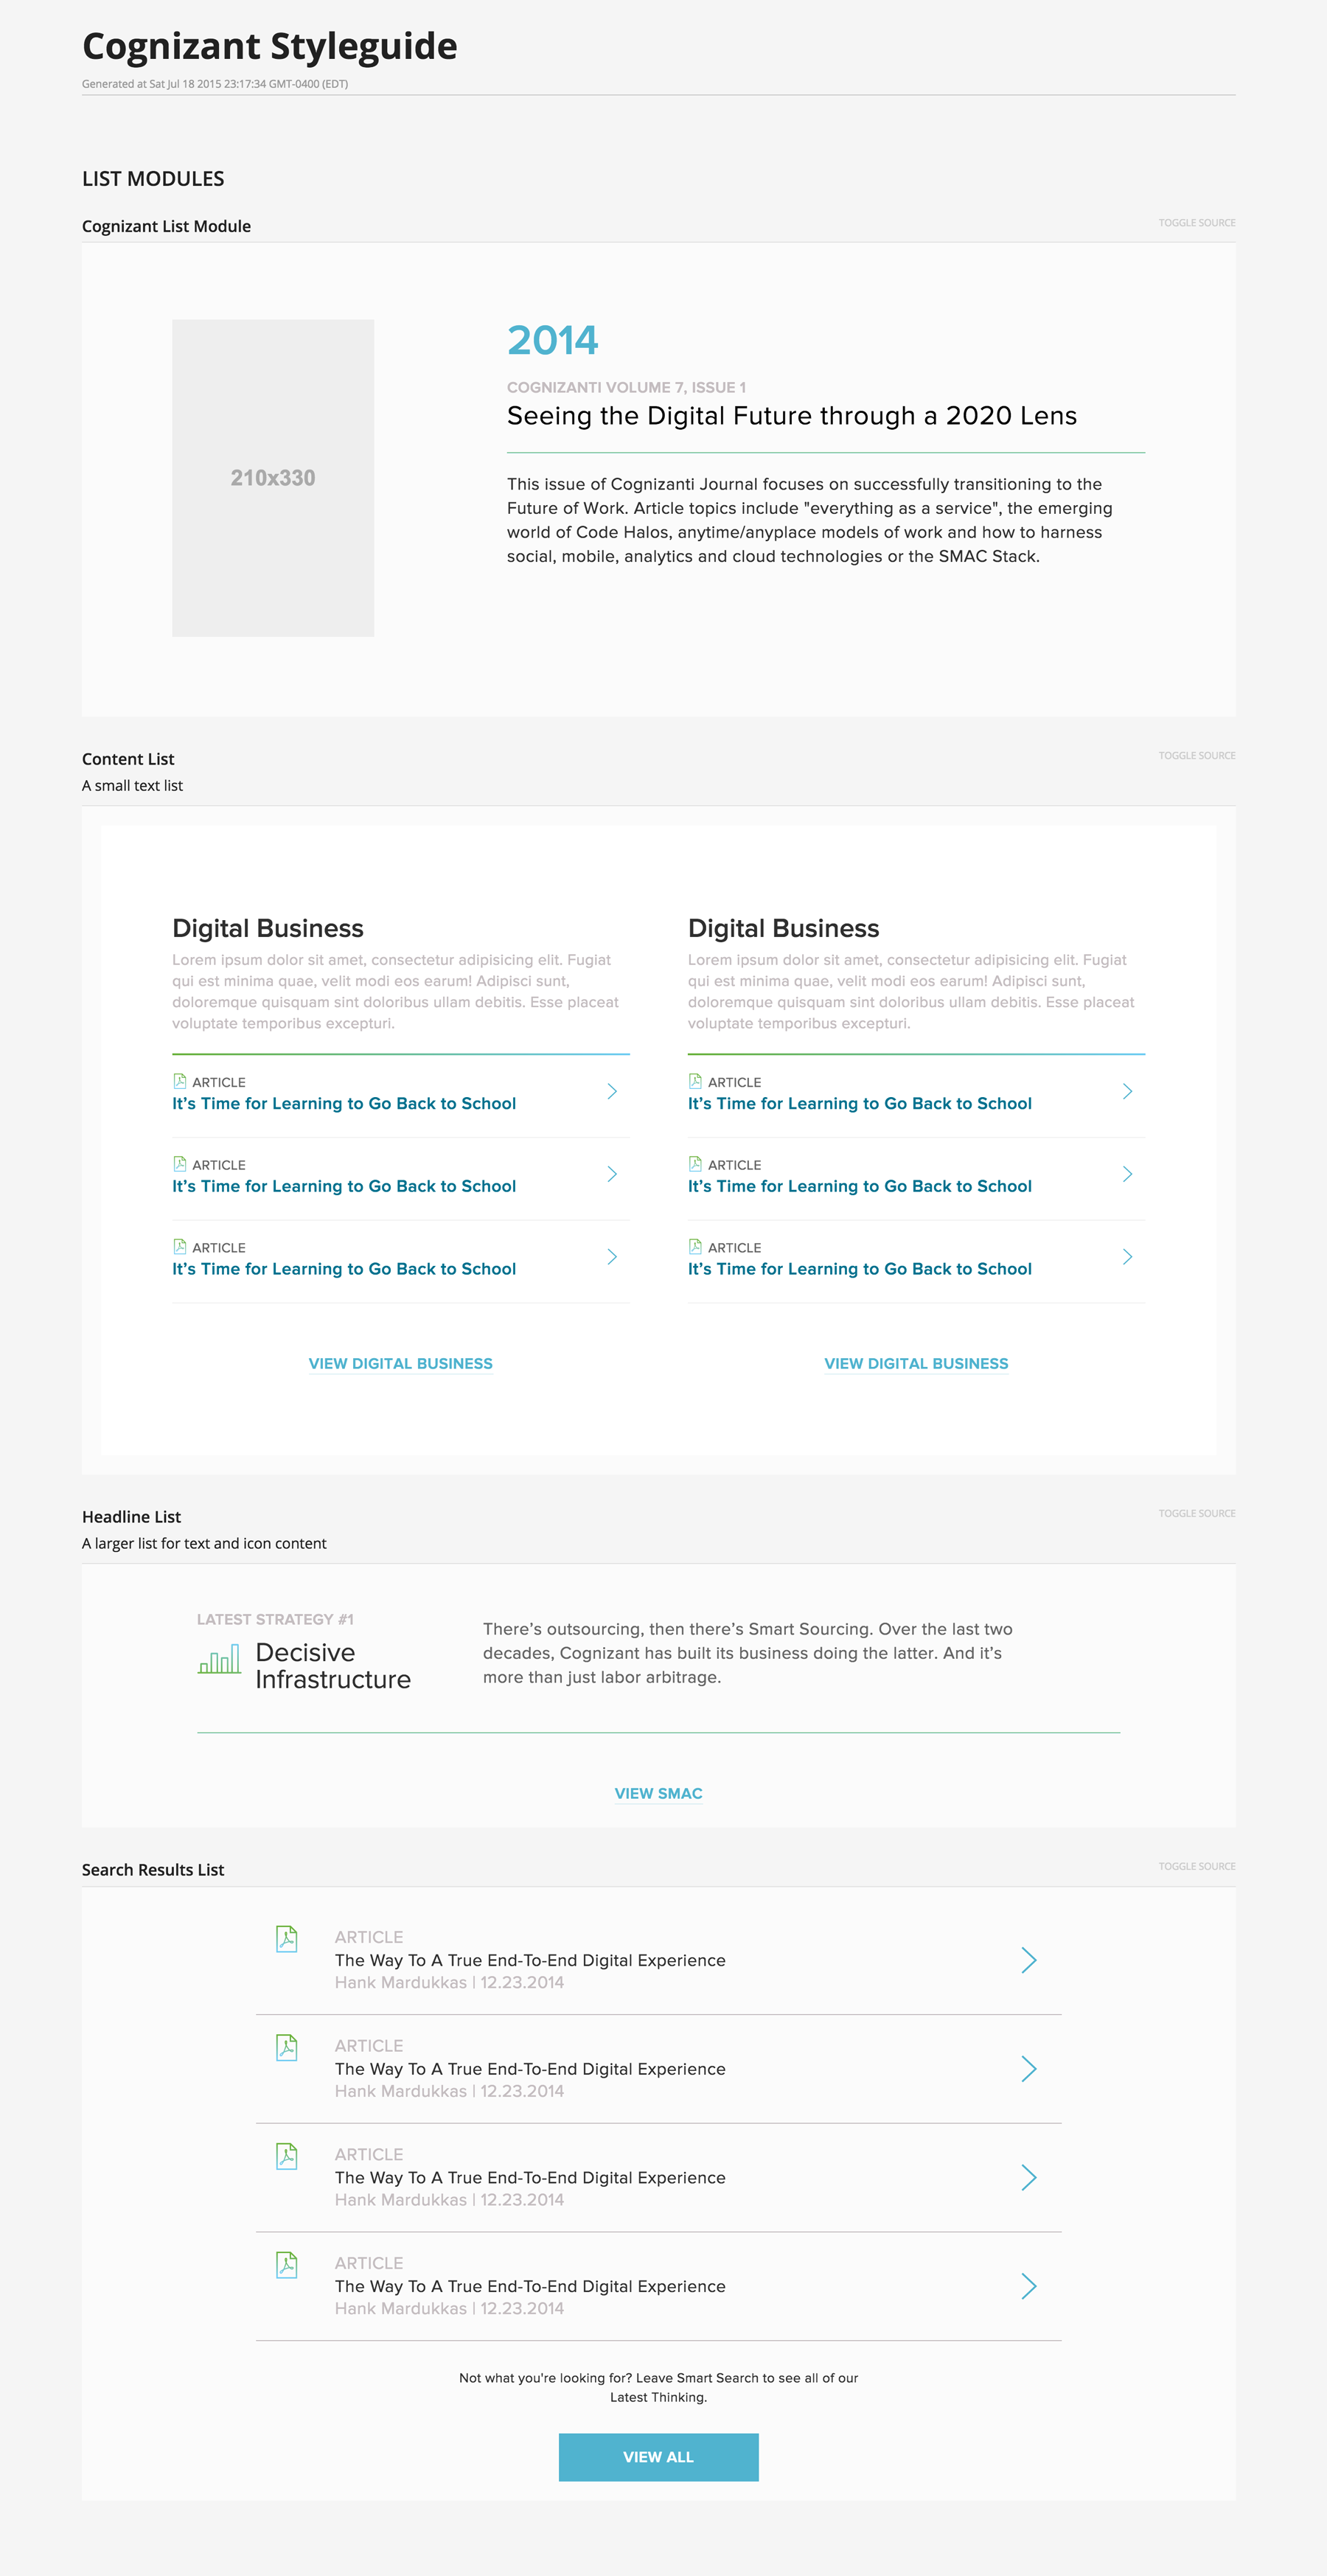 Cognizant Styleguide
Generated at Sat Jul 18 2015 23:17:34 GMT-0400 (EDT)
LIST MODULES
Cognizant List Module
TOGGLE SOURCE
210x330
2014
COGNIZANTI VOLUME 7, ISSUE 1
Seeing the Digital Future through a 2020 Lens
This issue of Cognizanti Journal focuses on successfully transitioning to the
Future of Work. Article topics include "everything as a service", the emerging
world of Code Halos, anytime/anyplace models of work and how to harness
social, mobile, analytics and cloud technologies or the SMAC Stack.
Content List
TOGGLE SOURCE
A small text list
Digital Business
Lorem ipsum dolor sit amet, consectetur adipisicing elit. Fugiat
qui est minima quae, velit modi eos earum! Adipisci sunt,
doloremque quisquam sint doloribus ullam debitis. Esse placeat
voluptate temporibus excepturi.
ARTICLE
It's Time for Learning to Go Back to School
ARTICLE
It's Time for Learning to Go Back to School
ARTICLE
It's Time for Learning to Go Back to School
VIEW DIGITAL BUSINESS
Digital Business
Lorem ipsum dolor sit amet, consectetur adipisicing elit. Fugiat
qui est minima quae, velit modi eos earum! Adipisci sunt,
doloremque quisquam sint doloribus ullam debitis. Esse placeat
voluptate temporibus excepturi.
ARTICLE
It's Time for Learning to Go Back to School
ARTICLE
It's Time for Learning to Go Back to School
ARTICLE
It's Time for Learning to Go Back to School
VIEW DIGITAL BUSINESS
Headline List
TOGGLE SOURCE
A larger list for text and icon content
LATEST STRATEGY #1
Decisive
Infrastructure
There's outsourcing, then there's Smart Sourcing. Over the last two
decades, Cognizant has built its business doing the latter. And it's
more than just labor arbitrage.
VIEW SMAC
Search Results List
TOGGLE SOURCE
ARTICLE
The Way To A True End-To-End Digital Experience
Hank Mardukkas | 12.23.2014
ARTICLE
The Way To A True End-To-End Digital Experience
Hank Mardukkas | 12.23.2014
ARTICLE
The Way To A True End-To-End Digital Experience
Hank Mardukkas | 12.23.2014
ARTICLE
The Way To A True End-To-End Digital Experience
Hank Mardukkas | 12.23.2014
Not what you're looking for? Leave Smart Search to see all of our
Latest Thinking.
VIEW ALL